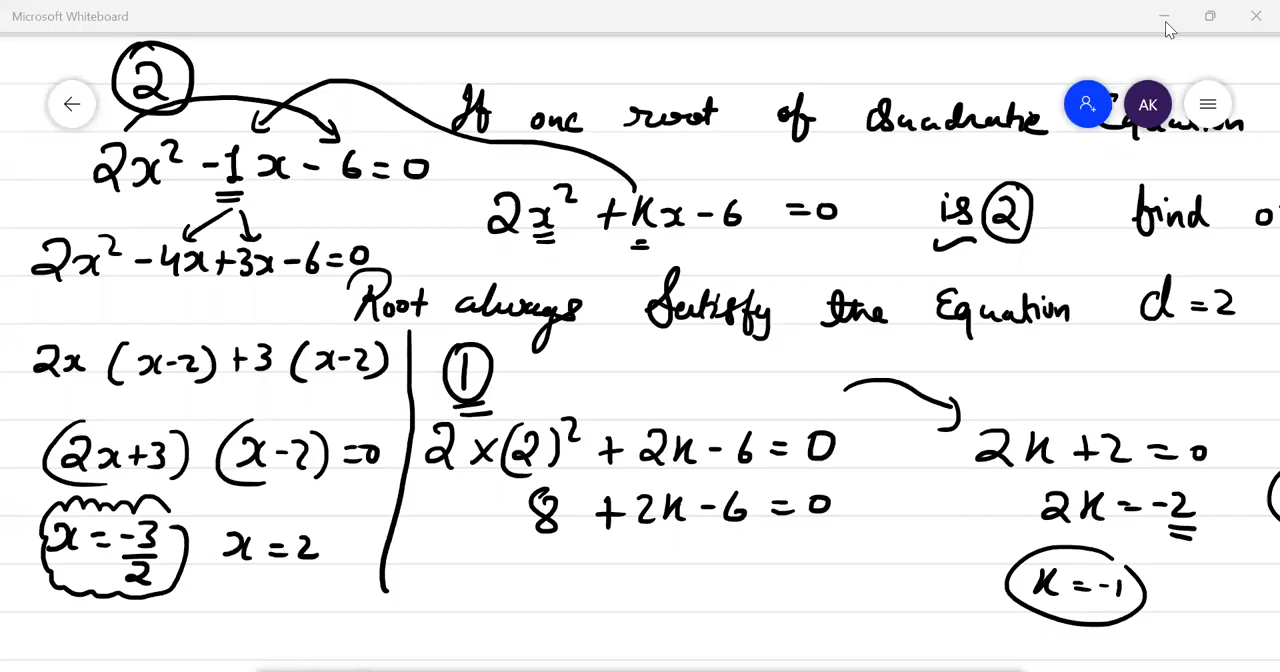 Microsoft Whiteboard
AK
If one root of Quadratic Equation
2x² + kx - 6 = 0 is 2 find
Root always Satisfy the Equation α = 2
①
2 × (2)² + 2k - 6 = 0
8 + 2k - 6 = 0
2k + 2 = 0
2k = -2
k = -1
②
2x² - 1x - 6 = 0
2x² - 4x + 3x - 6 = 0
2x (x-2) + 3 (x-2)
(2x+3) (x-2) = 0
x = -3/2 x = 2